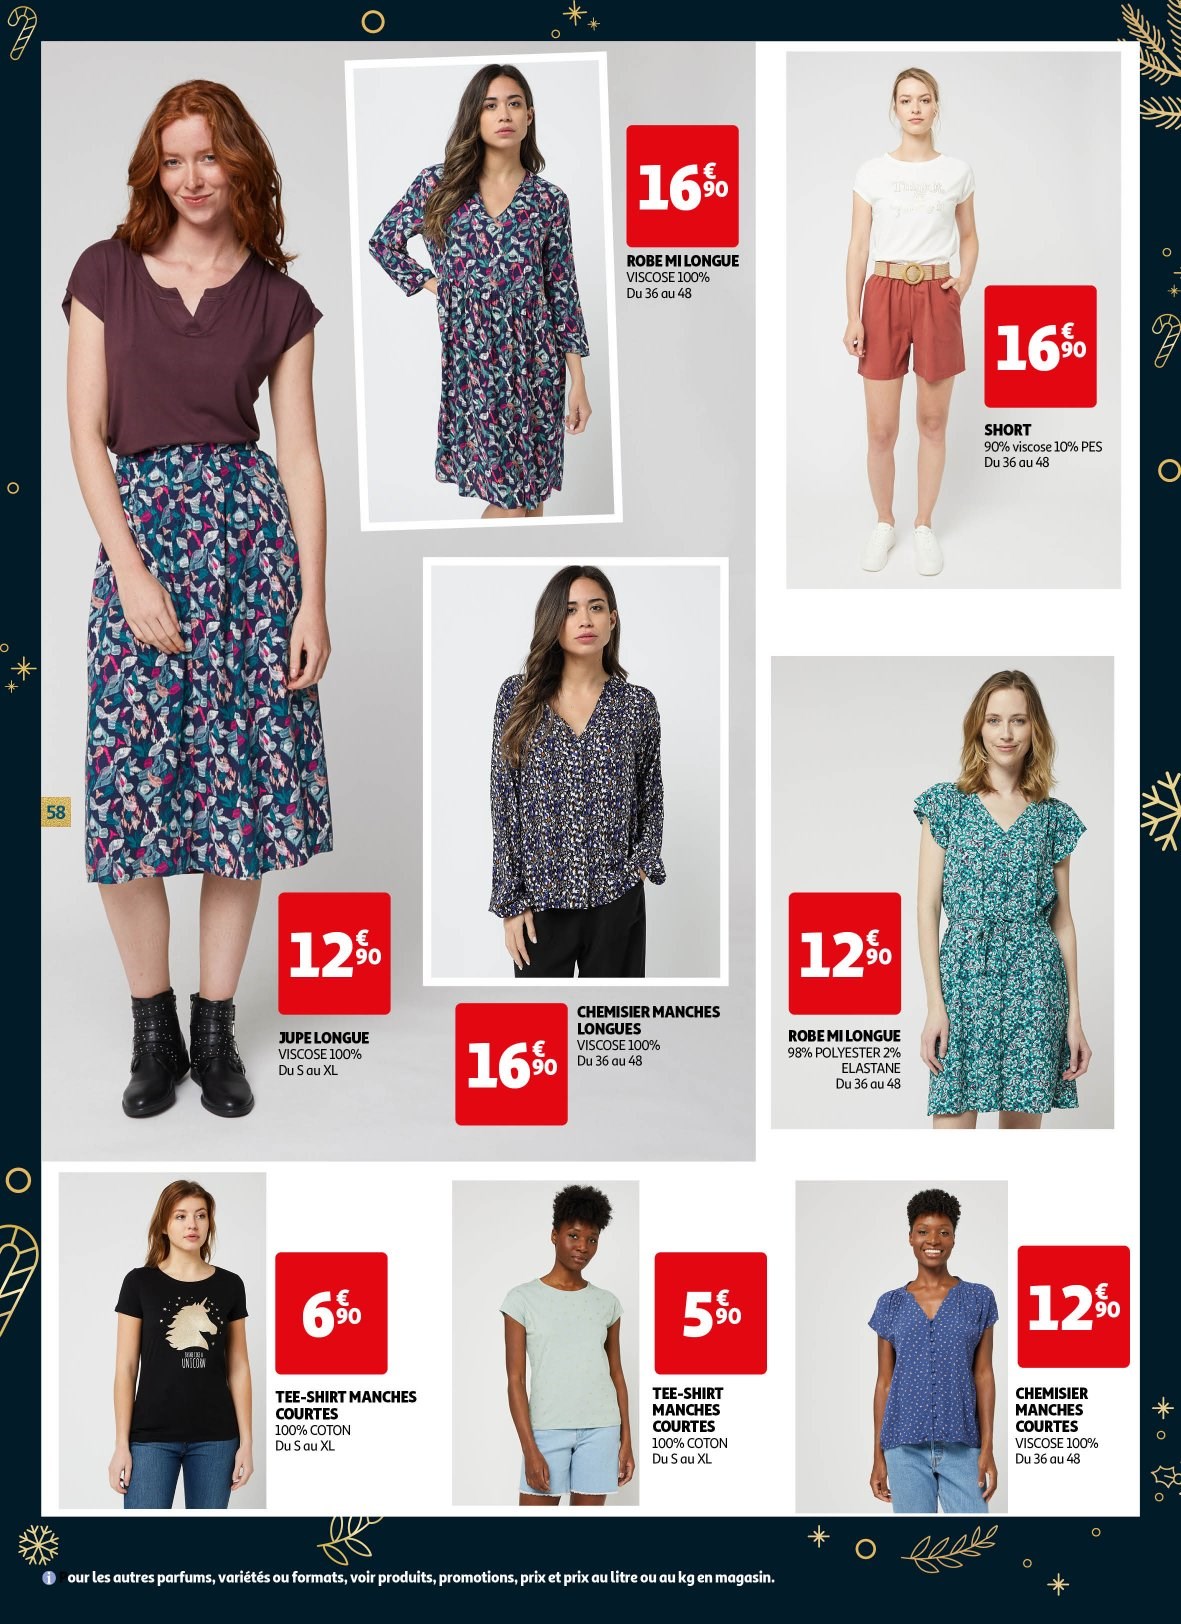 16€90
ROBE MI LONGUE
VISCOSE 100%
Du 36 au 48
16€90
SHORT
90% viscose 10% PES
Du 36 au 48
58
12€90
JUPE LONGUE
VISCOSE 100%
Du S au XL
16€90
CHEMISIER MANCHES
LONGUES
VISCOSE 100%
Du 36 au 48
12€90
ROBE MI LONGUE
98% POLYESTER 2%
ELASTANE
Du 36 au 48
UNICORN
6€90
TEE-SHIRT MANCHES
COURTES
100% COTON
Du S au XL
5€90
TEE-SHIRT
MANCHES
COURTES
100% COTON
Du S au XL
12€90
CHEMISIER
MANCHES
COURTES
VISCOSE 100%
Du 36 au 48
i our les autres parfums, variétés ou formats, voir produits, promotions, prix et prix au litre ou au kg en magasin.